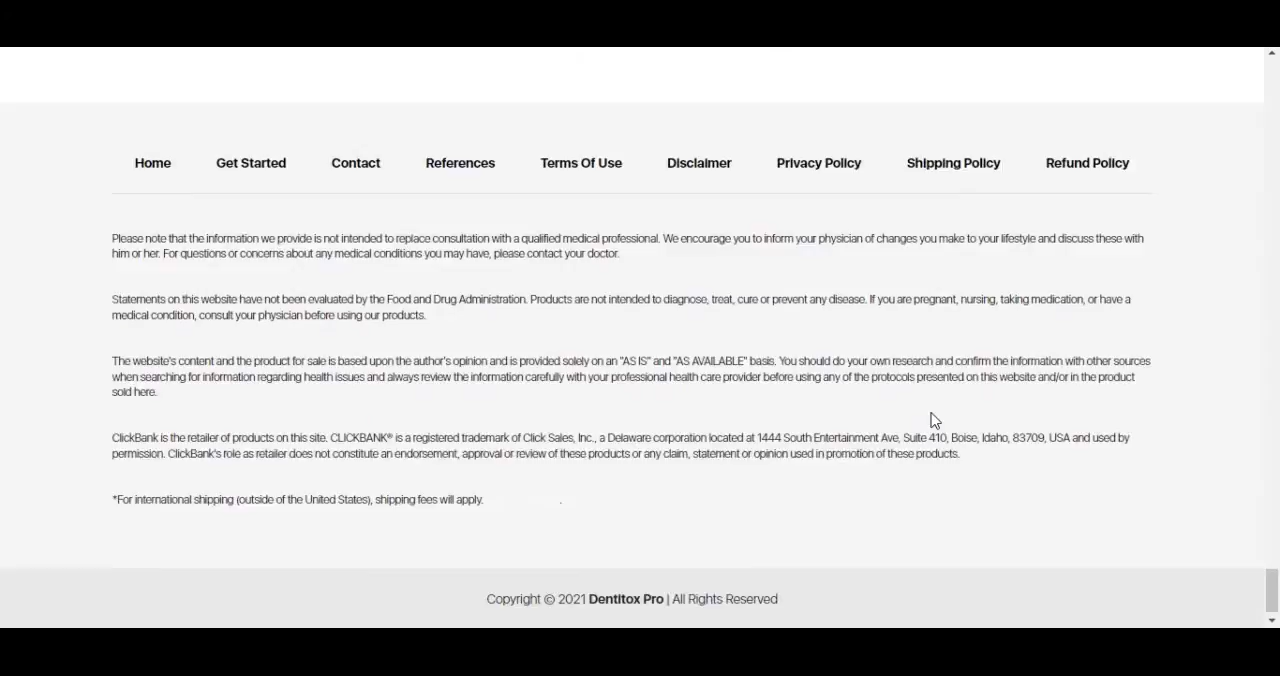 Home Get Started Contact References Terms Of Use Disclaimer Privacy Policy Shipping Policy Refund Policy
Please note that the information we provide is not intended to replace consultation with a qualified medical professional. We encourage you to inform your physician of changes you make to your lifestyle and discuss these with
him or her. For questions or concerns about any medical conditions you may have, please contact your doctor.
Statements on this website have not been evaluated by the Food and Drug Administration. Products are not intended to diagnose, treat, cure or prevent any disease. If you are pregnant, nursing, taking medication, or have a
medical condition, consult your physician before using our products.
The website's content and the product for sale is based upon the author's opinion and is provided solely on an "AS IS" and "AS AVAILABLE" basis. You should do your own research and confirm the information with other sources
when searching for information regarding health issues and always review the information carefully with your professional health care provider before using any of the protocols presented on this website and/or in the product
sold here.
ClickBank is the retailer of products on this site. CLICKBANK® is a registered trademark of Click Sales, Inc., a Delaware corporation located at 1444 South Entertainment Ave, Suite 410, Boise, Idaho, 83709, USA and used by
permission. ClickBank's role as retailer does not constitute an endorsement, approval or review of these products or any claim, statement or opinion used in promotion of these products.
*For international shipping (outside of the United States), shipping fees will apply. .
Copyright © 2021 Dentitox Pro | All Rights Reserved